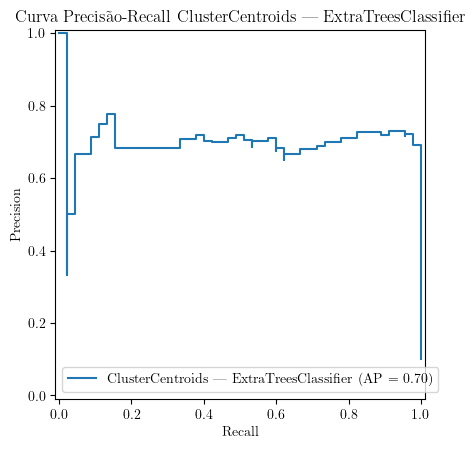 Curva Precisão-Recall ClusterCentroids — ExtraTreesClassifier
1.0
0.8
0.6
0.4
0.2
0.0
Precision
ClusterCentroids — ExtraTreesClassifier (AP = 0.70)
0.0 0.2 0.4 0.6 0.8 1.0
Recall